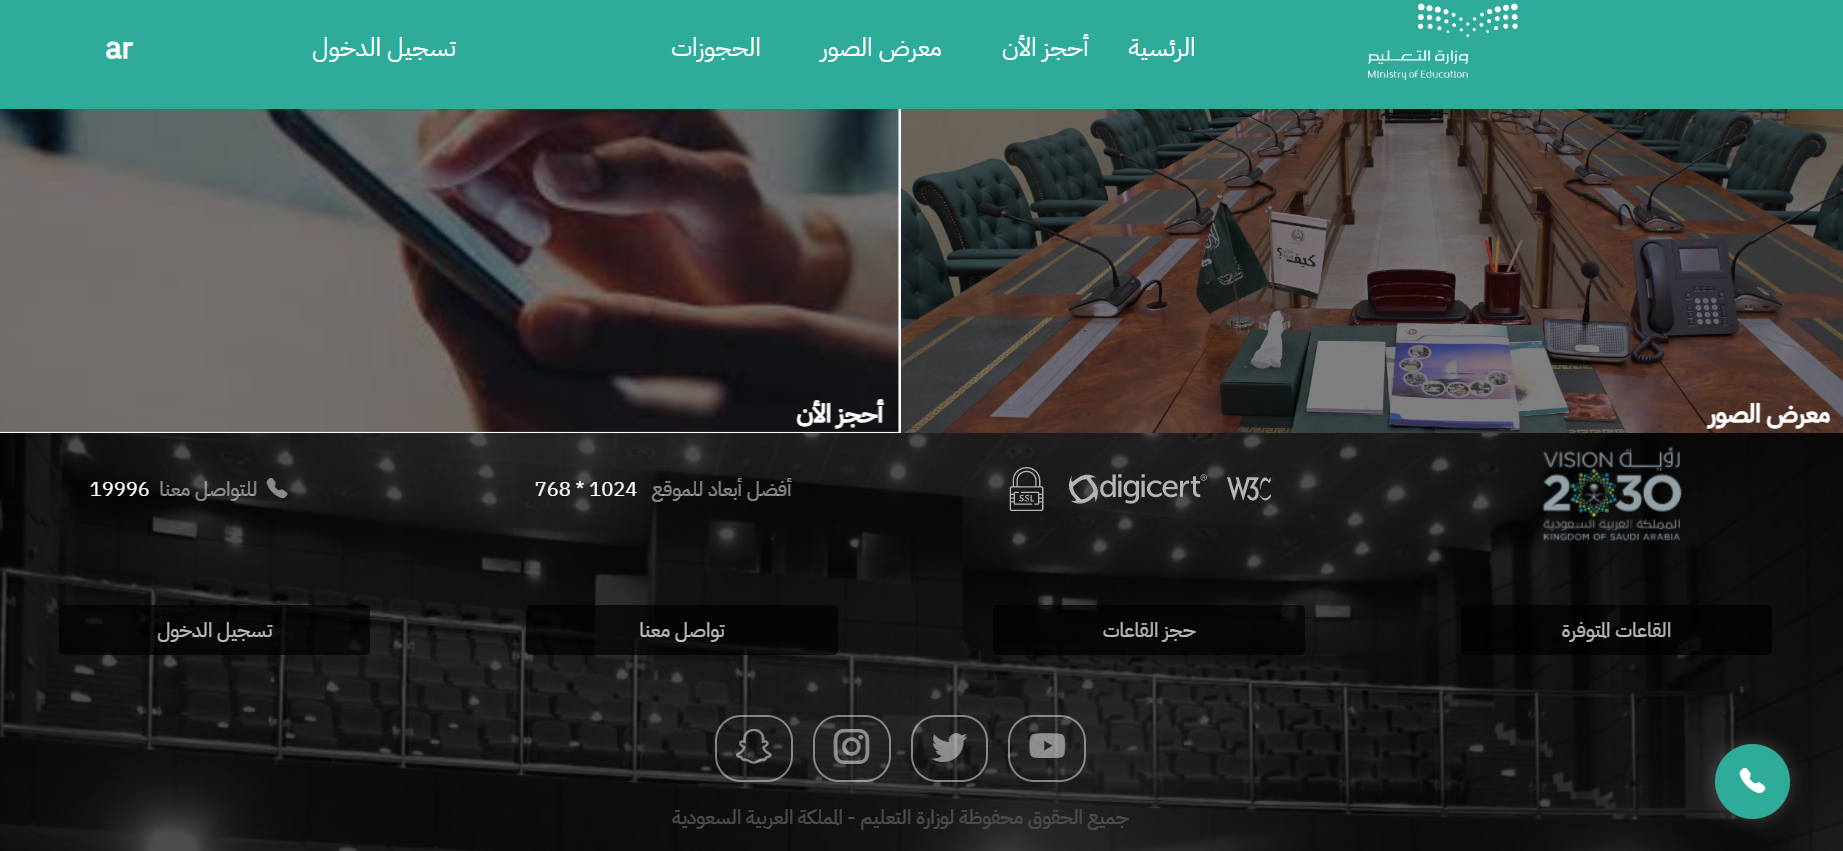 وزارة التعليم
Ministry of Education
الرئسية
أحجز الأن
معرض الصور
الحجوزات
تسجيل الدخول
ar
كيف؟
معرض الصور
أحجز الأن
رؤية VISION
2030
المملكة العربية السعودية
KINGDOM OF SAUDI ARABIA
W3C
digicert®
SSL
أفضل أبعاد للموقع 1024 * 768
للتواصل معنا 19996
القاعات المتوفرة
حجز القاعات
تواصل معنا
تسجيل الدخول
جميع الحقوق محفوظة لوزارة التعليم - المملكة العربية السعودية